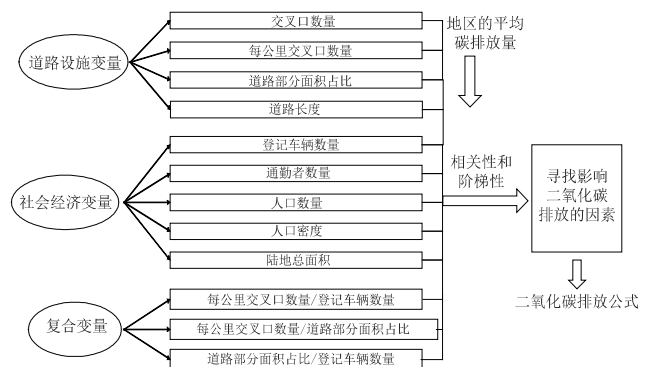 道路设施变量
交叉口数量
每公里交叉口数量
道路部分面积占比
道路长度
社会经济变量
登记车辆数量
通勤者数量
人口数量
人口密度
陆地总面积
复合变量
每公里交叉口数量/登记车辆数量
每公里交叉口数量/道路部分面积占比
道路部分面积占比/登记车辆数量
地区的平均
碳排放量
相关性和
阶梯性
寻找影响
二氧化碳
排放的因素
二氧化碳排放公式